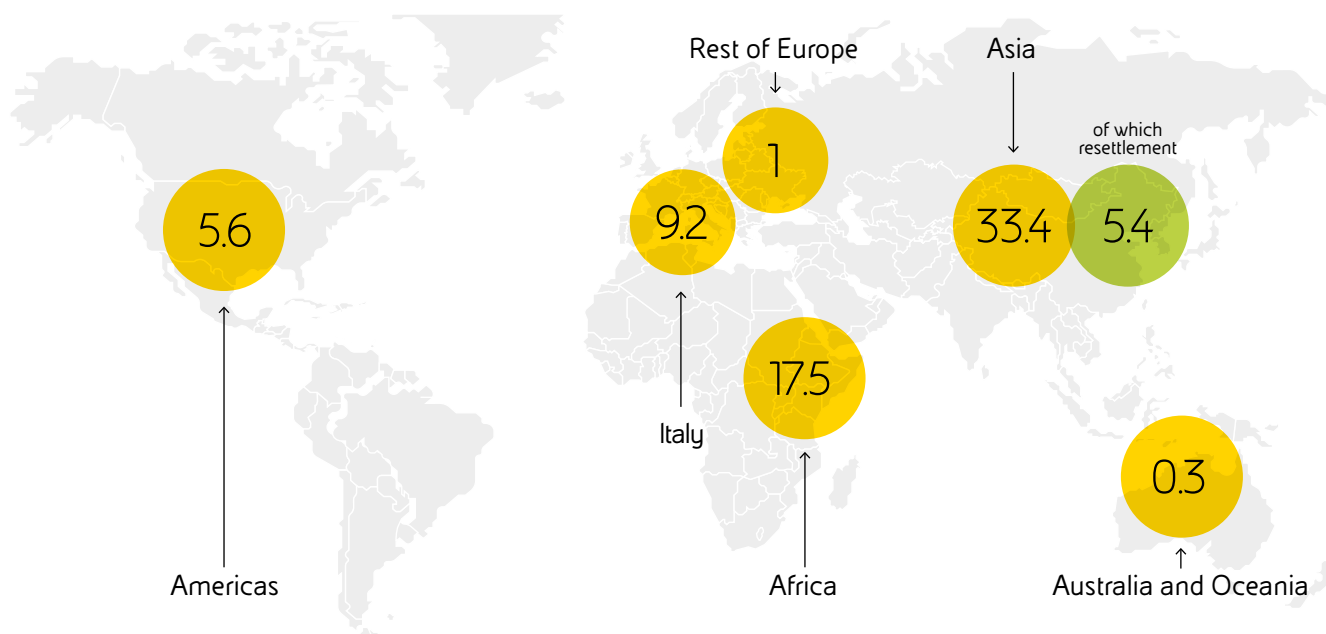 Rest of Europe
Asia
of which
resettlement
1
5.6
9.2
33.4
5.4
17.5
Italy
0.3
Americas
Africa
Australia and Oceania